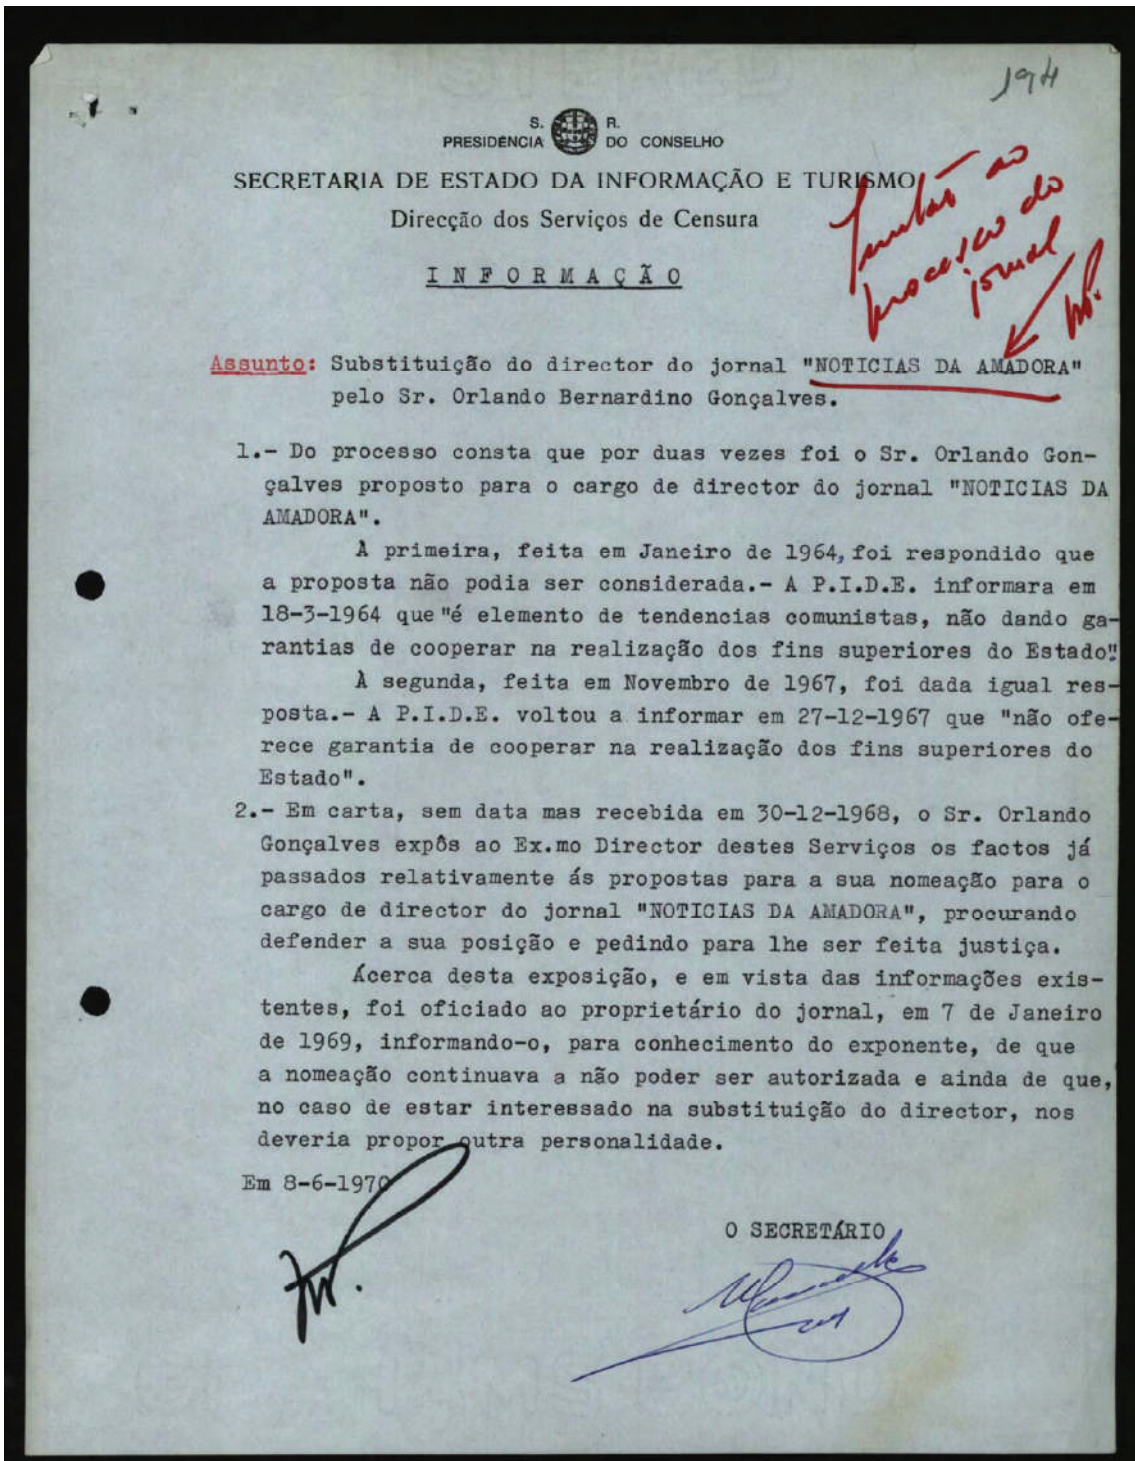 194
S. R.
PRESIDÊNCIA DO CONSELHO
SECRETARIA DE ESTADO DA INFORMAÇÃO E TURISMO
Direcção dos Serviços de Censura
INFORMAÇÃO
ao
processo do
jornal
Assunto: Substituição do director do jornal "NOTICIAS DA AMADORA"
pelo Sr. Orlando Bernardino Gonçalves.
1.- Do processo consta que por duas vezes foi o Sr. Orlando Gon-
çalves proposto para o cargo de director do jornal "NOTICIAS DA
AMADORA".
À primeira, feita em Janeiro de 1964, foi respondido que
a proposta não podia ser considerada.- A P.I.D.E. informara em
18-3-1964 que "é elemento de tendencias comunistas, não dando ga-
rantias de cooperar na realização dos fins superiores do Estado".
À segunda, feita em Novembro de 1967, foi dada igual res-
posta.- A P.I.D.E. voltou a informar em 27-12-1967 que "não ofe-
rece garantia de cooperar na realização dos fins superiores do
Estado".
2.- Em carta, sem data mas recebida em 30-12-1968, o Sr. Orlando
Gonçalves expôs ao Ex.mo Director destes Serviços os factos já
passados relativamente ás propostas para a sua nomeação para o
cargo de director do jornal "NOTICIAS DA AMADORA", procurando
defender a sua posição e pedindo para lhe ser feita justiça.
Ácerca desta exposição, e em vista das informações exis-
tentes, foi oficiado ao proprietário do jornal, em 7 de Janeiro
de 1969, informando-o, para conhecimento do exponente, de que
a nomeação continuava a não poder ser autorizada e ainda de que,
no caso de estar interessado na substituição do director, nos
deveria propor outra personalidade.
Em 8-6-1970
O SECRETÁRIO